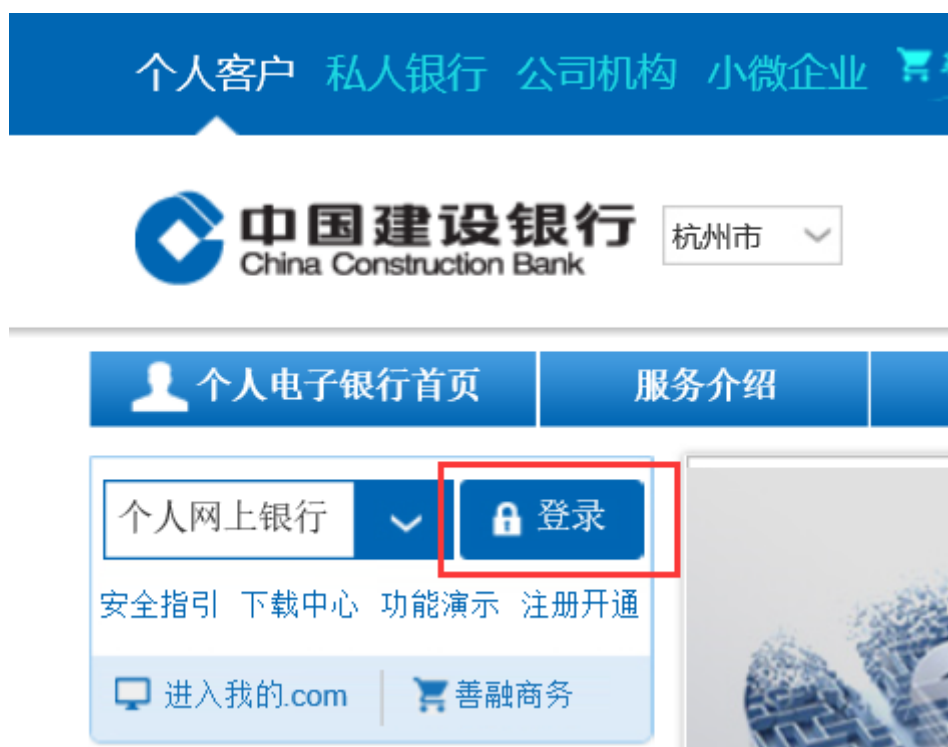 个人客户 私人银行 公司机构 小微企业
中国建设银行 杭州市
China Construction Bank
个人电子银行首页 服务介绍
个人网上银行 登录
安全指引 下载中心 功能演示 注册开通
进入我的.com 善融商务